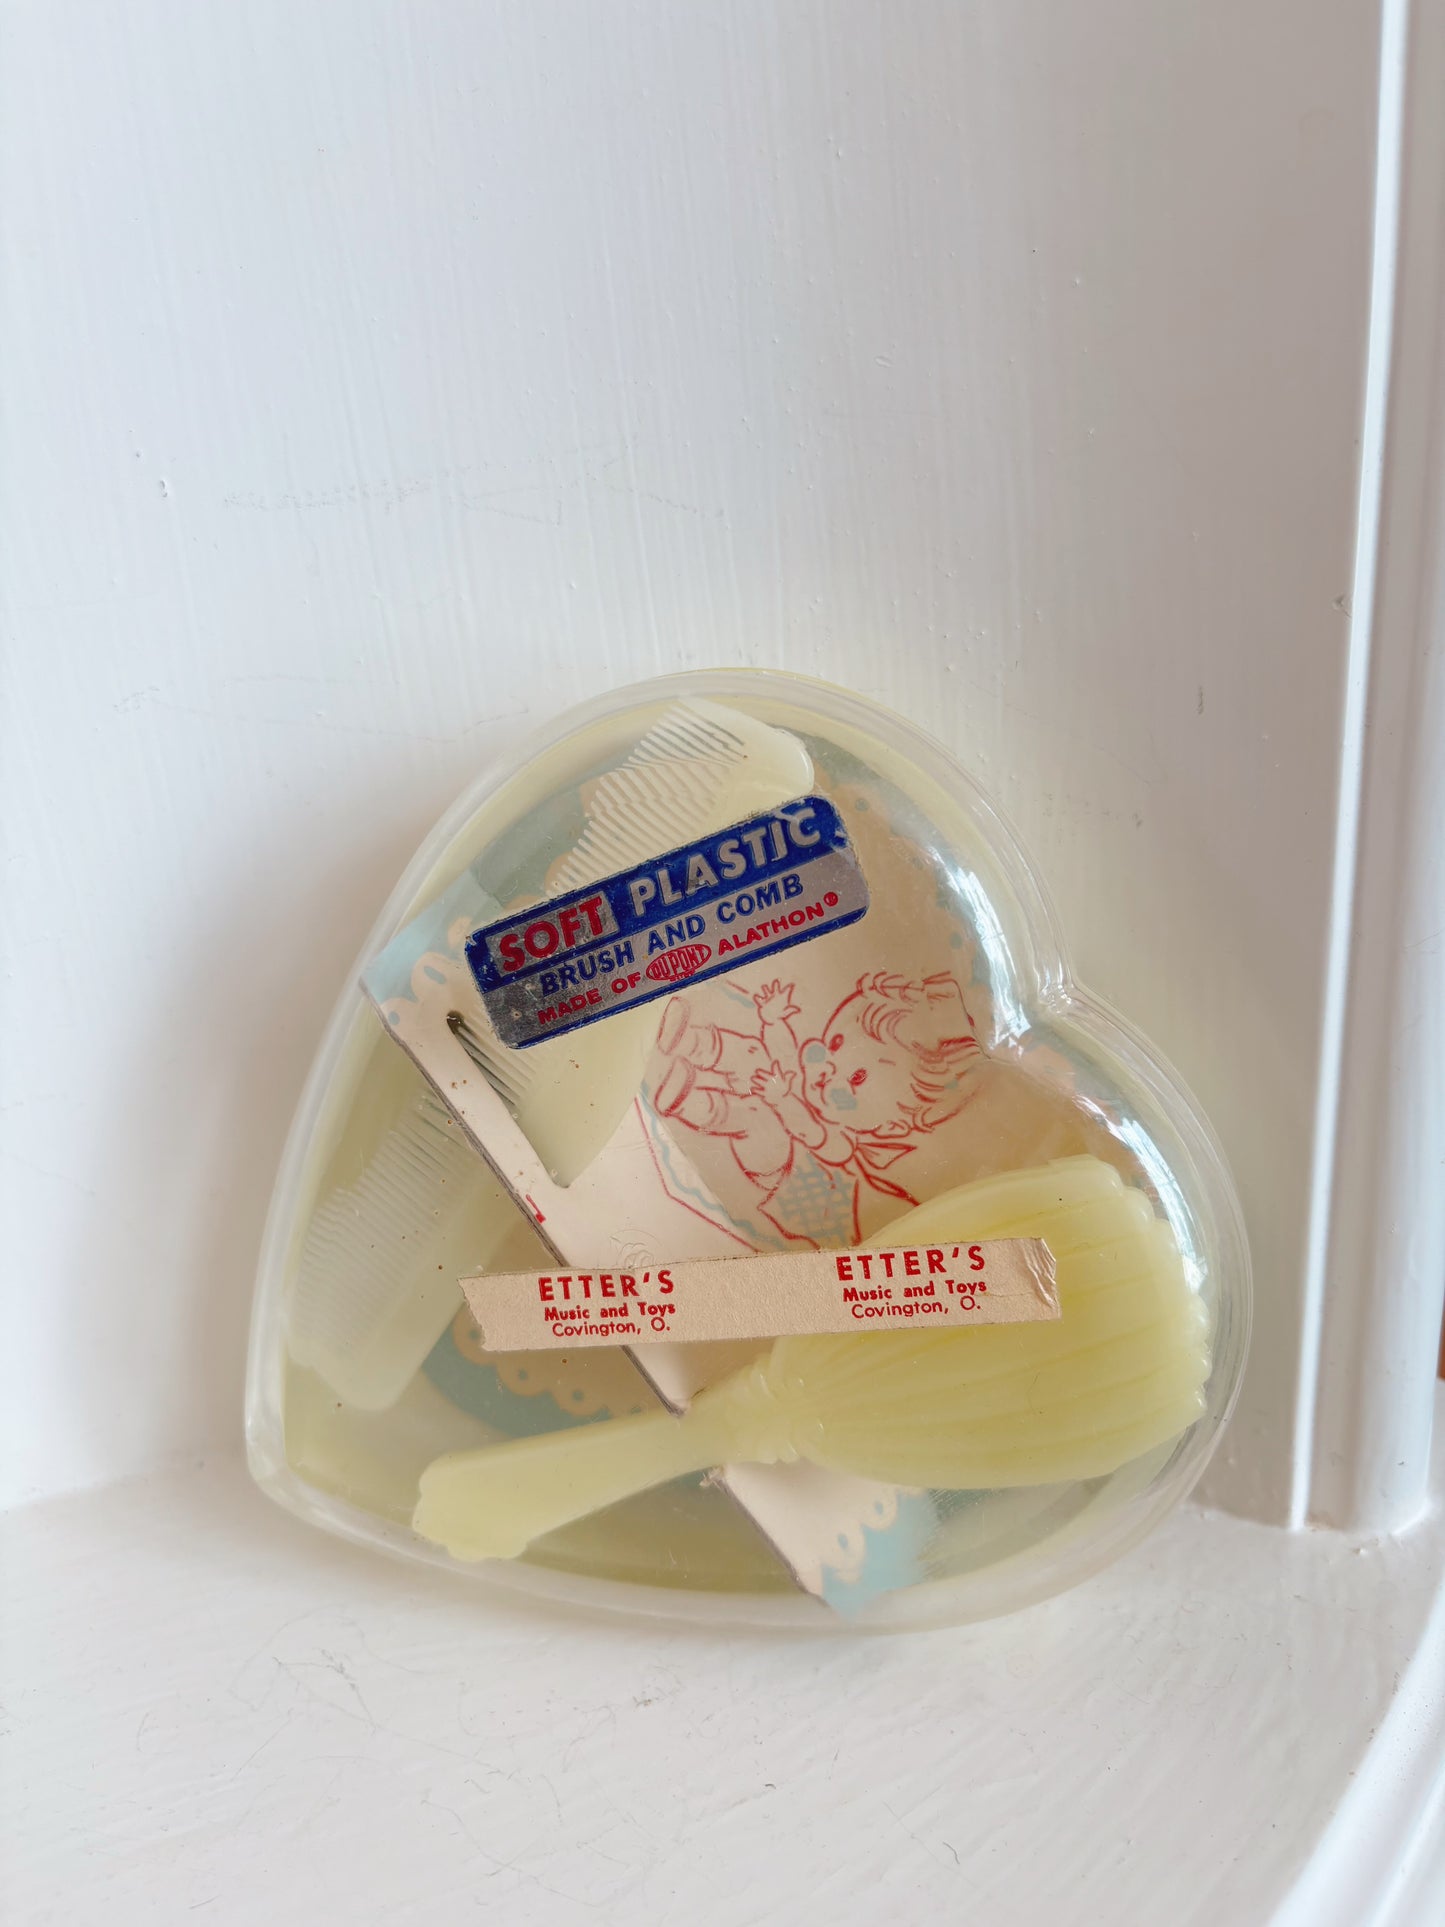 SOFT PLASTIC
BRUSH AND COMB
MADE OF DUPONT ALATHON®
ETTER'S
Music and Toys
Covington, O.
ETTER'S
Music and Toys
Covington, O.